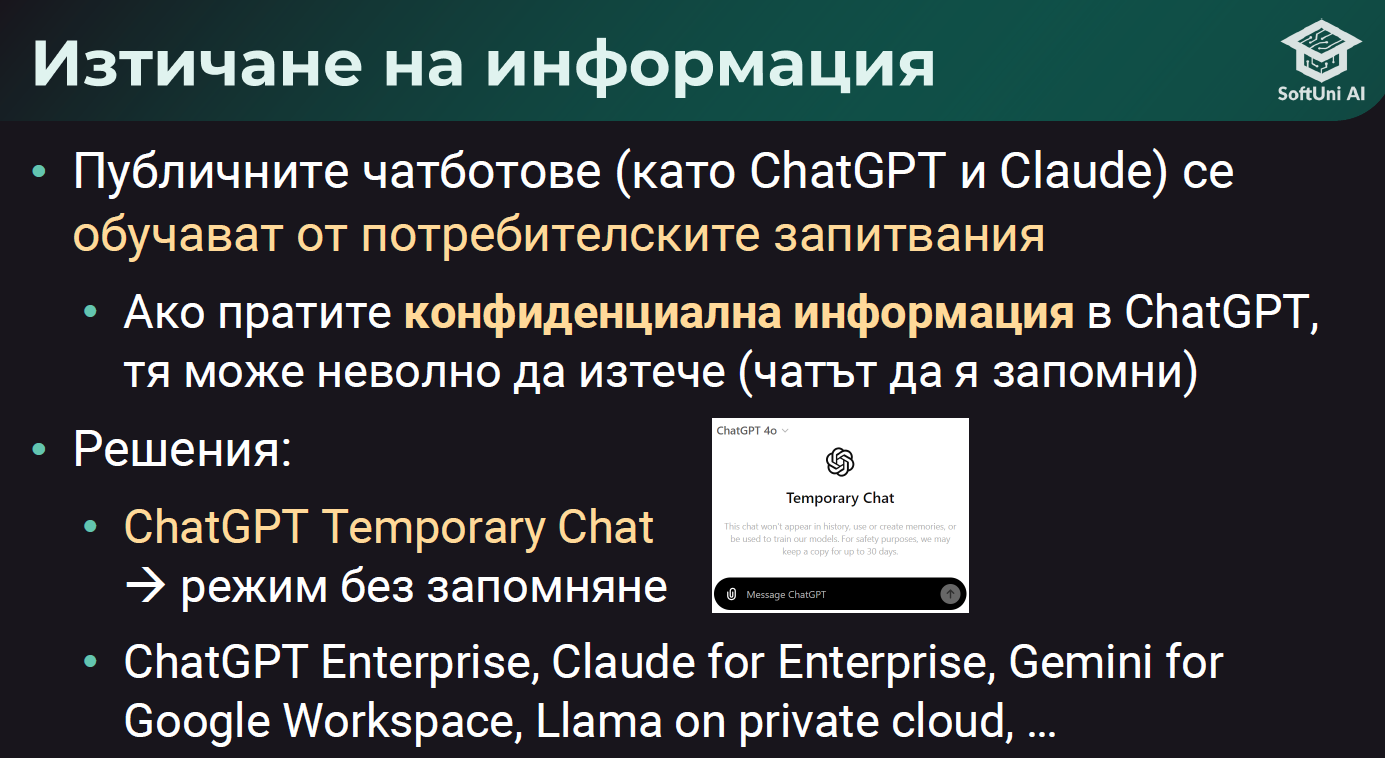 Изтичане на информация
SoftUni AI
• Публичните чатботове (като ChatGPT и Claude) се
обучават от потребителските запитвания
• Ако пратите конфиденциална информация в ChatGPT,
тя може неволно да изтече (чатът да я запомни)
• Решения:
• ChatGPT Temporary Chat
→ режим без запомняне
ChatGPT 4o
Temporary Chat
This chat won't appear in history, use or create memories, or
be used to train our models. For safety purposes, we may
keep a copy for up to 30 days.
Message ChatGPT
• ChatGPT Enterprise, Claude for Enterprise, Gemini for
Google Workspace, Llama on private cloud, …